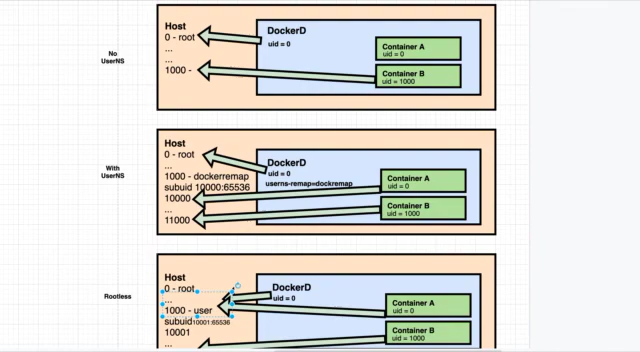 No
UserNS
Host
0 - root
...
...
1000 -
DockerD
uid = 0
Container A
uid = 0
Container B
uid = 1000
With
UserNS
Host
0 - root
...
1000 - dockerremap
subuid 10000:65536
10000
...
11000
DockerD
uid = 0
userns-remap=dockremap
Container A
uid = 0
Container B
uid = 1000
Rootless
Host
0 - root
...
1000 - user
subuid10001:65536
10001
...
DockerD
uid = 0
Container A
uid = 0
Container B
uid = 1000